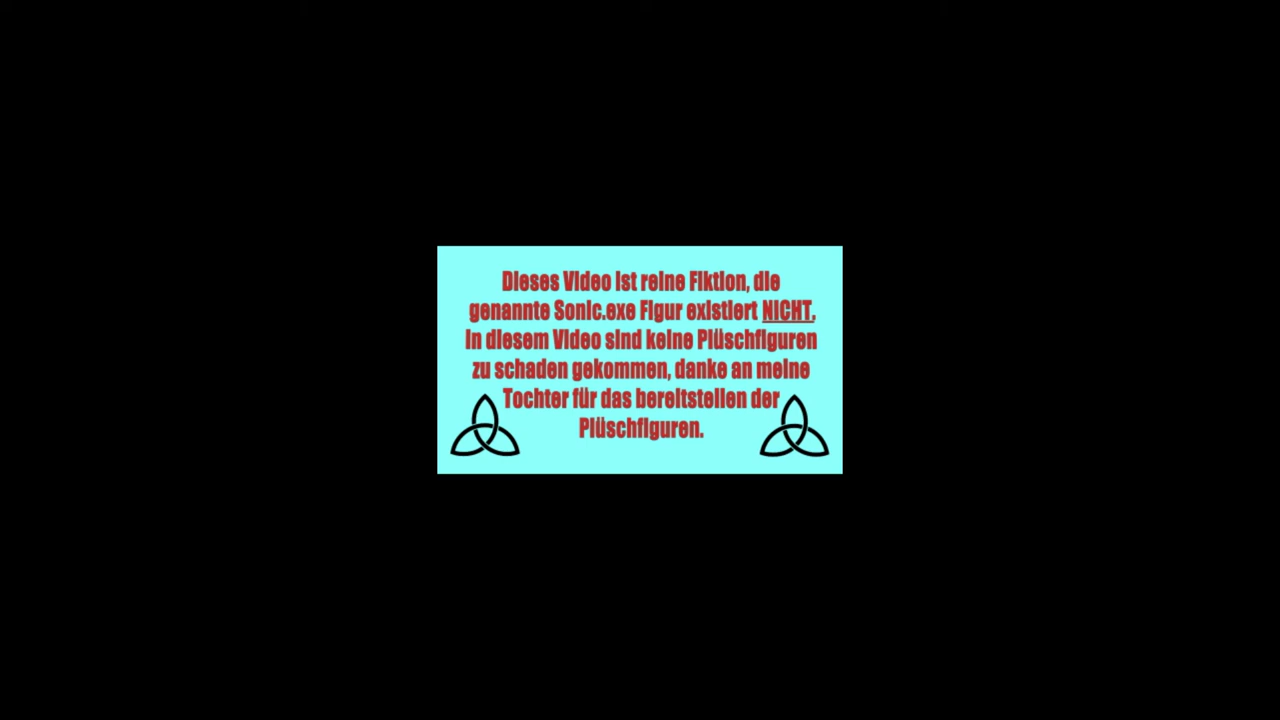 Dieses Video ist reine Fiktion, die
genannte Sonic.exe Figur existiert NICHT.
In diesem Video sind keine Plüschfiguren
zu schaden gekommen, danke an meine
Tochter für das bereitstellen der
Plüschfiguren.